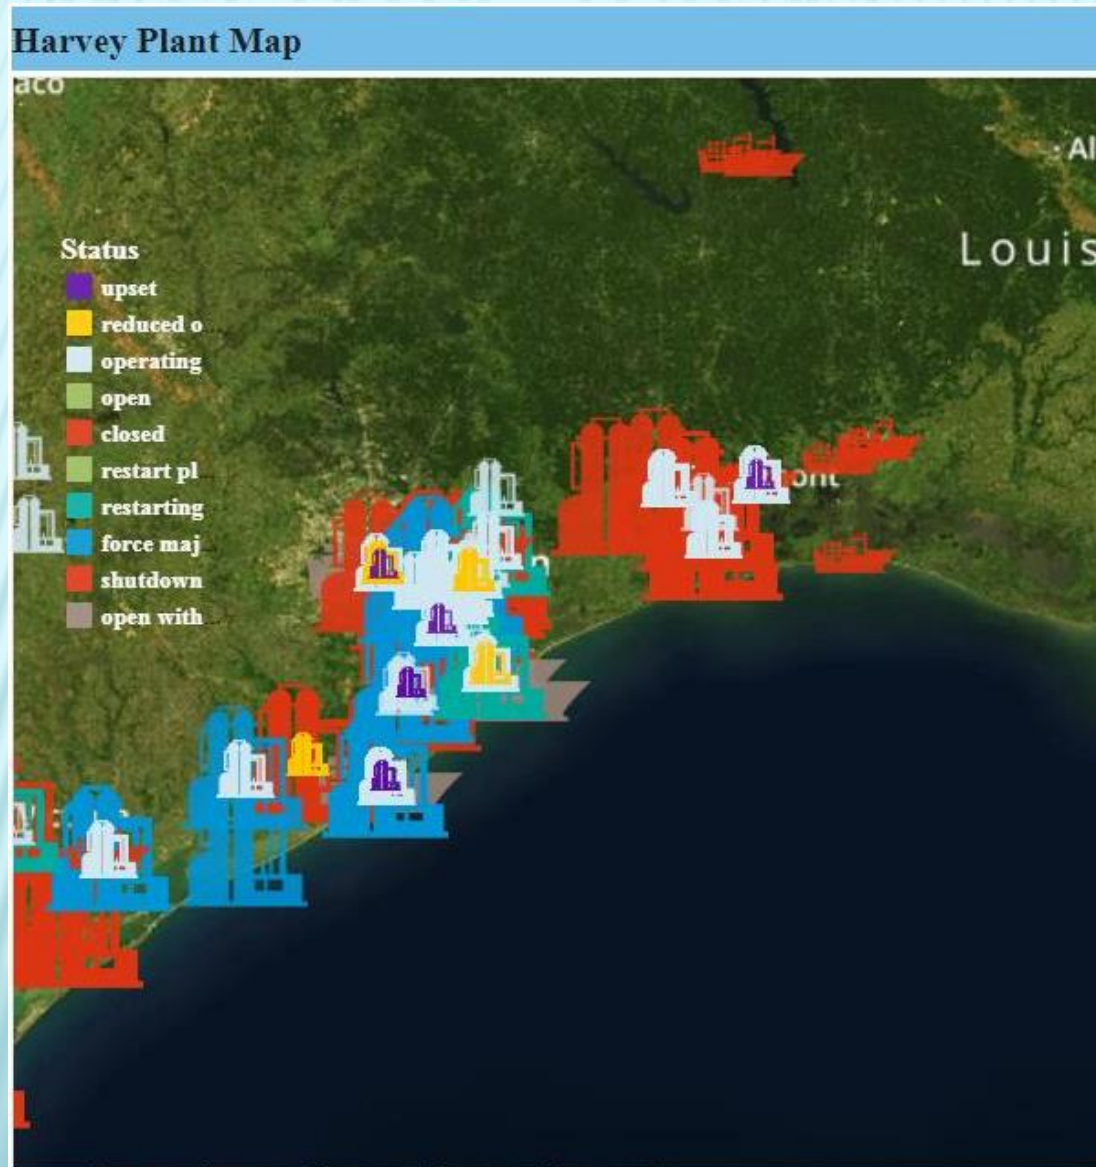 Harvey Plant Map
aco
Al
Louis
Status
upset
reduced o
operating
open
closed
restart pl
restarting
force maj
shutdown
open with
ont
n